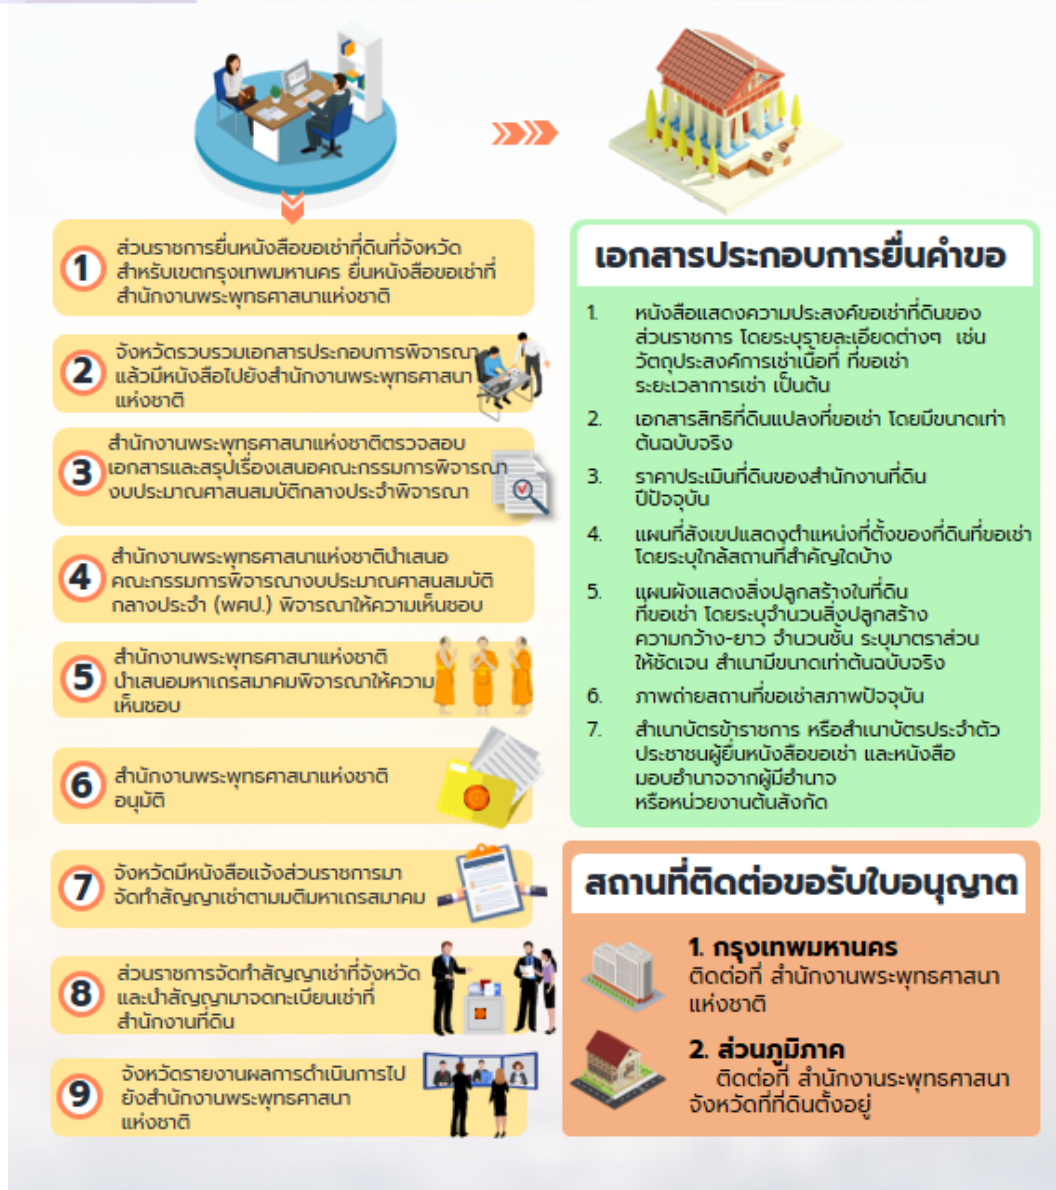 1
ส่วนราชการยื่นหนังสือขอเช่าที่ดินที่จังหวัด
สำหรับเขตกรุงเทพมหานคร ยื่นหนังสือขอเช่าที่
สำนักงานพระพุทธศาสนาแห่งชาติ
2
จังหวัดรวบรวมเอกสารประกอบการพิจารณา
แล้วมีหนังสือไปยังสำนักงานพระพุทธศาสนา
แห่งชาติ
3
สำนักงานพระพุทธศาสนาแห่งชาติตรวจสอบ
เอกสารและสรุปเรื่องเสนอคณะกรรมการพิจารณา
งบประมาณศาสนสมบัติกลางประจำพิจารณา
4
สำนักงานพระพุทธศาสนาแห่งชาตินำเสนอ
คณะกรรมการพิจารณางบประมาณศาสนสมบัติ
กลางประจำ (พศป.) พิจารณาให้ความเห็นชอบ
5
สำนักงานพระพุทธศาสนาแห่งชาติ
นำเสนอมหาเถรสมาคมพิจารณาให้ความ
เห็นชอบ
6
สำนักงานพระพุทธศาสนาแห่งชาติ
อนุมัติ
7
จังหวัดมีหนังสือแจ้งส่วนราชการมา
จัดทำสัญญาเช่าตามมติมหาเถรสมาคม
8
ส่วนราชการจัดทำสัญญาเช่าที่จังหวัด
และนำสัญญามาจดทะเบียนเช่าที่
สำนักงานที่ดิน
9
จังหวัดรายงานผลการดำเนินการไป
ยังสำนักงานพระพุทธศาสนา
แห่งชาติ
เอกสารประกอบการยื่นคำขอ
1. หนังสือแสดงความประสงค์ขอเช่าที่ดินของ
ส่วนราชการ โดยระบุรายละเอียดต่างๆ เช่น
วัตถุประสงค์การเช่าเนื้อที่ ที่ขอเช่า
ระยะเวลาการเช่า เป็นต้น
2. เอกสารสิทธิที่ดินแปลงที่ขอเช่า โดยมีขนาดเท่า
ต้นฉบับจริง
3. ราคาประเมินที่ดินของสำนักงานที่ดิน
ปีปัจจุบัน
4. แผนที่สังเขปแสดงตำแหน่งที่ตั้งของที่ดินที่ขอเช่า
โดยระบุใกล้สถานที่สำคัญใดบ้าง
5. แผนผังแสดงสิ่งปลูกสร้างในที่ดิน
ที่ขอเช่า โดยระบุจำนวนสิ่งปลูกสร้าง
ความกว้าง-ยาว จำนวนชั้น ระบุมาตราส่วน
ให้ชัดเจน สำเนามีขนาดเท่าต้นฉบับจริง
6. ภาพถ่ายสถานที่ขอเช่าสภาพปัจจุบัน
7. สำเนาบัตรข้าราชการ หรือสำเนาบัตรประจำตัว
ประชาชนผู้ยื่นหนังสือขอเช่า และหนังสือ
มอบอำนาจจากผู้มีอำนาจ
หรือหน่วยงานต้นสังกัด
สถานที่ติดต่อขอรับใบอนุญาต
1. กรุงเทพมหานคร
ติดต่อที่ สำนักงานพระพุทธศาสนา
แห่งชาติ
2. ส่วนภูมิภาค
ติดต่อที่ สำนักงานระพุทธศาสนา
จังหวัดที่ที่ดินตั้งอยู่